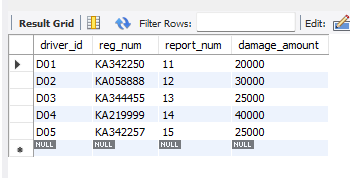 Result Grid Filter Rows: Edit:
driver_id reg_num report_num damage_amount
D01 KA342250 11 20000
D02 KA058888 12 30000
D03 KA344455 13 25000
D04 KA219999 14 40000
D05 KA342257 15 25000
NULL NULL NULL NULL